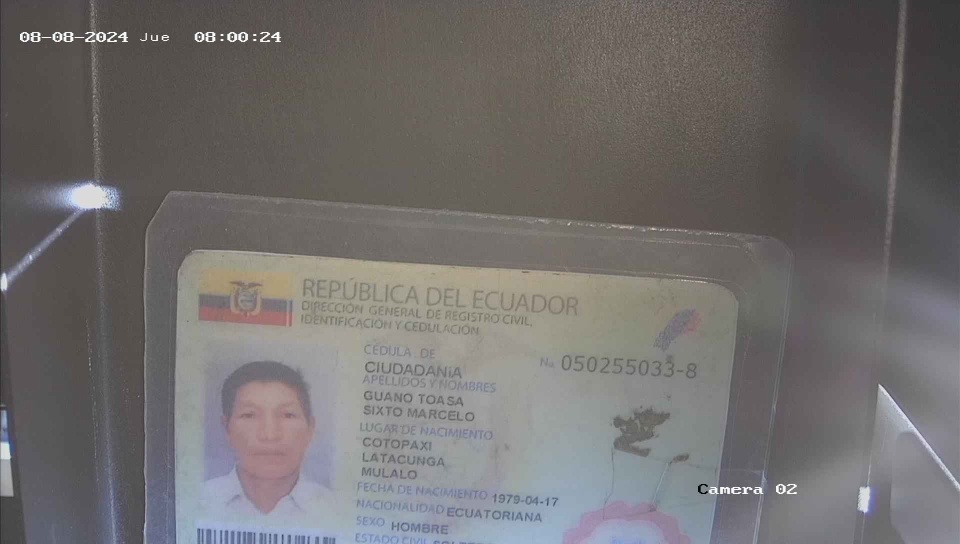 08-08-2024 Jue 08:00:24
REPÚBLICA DEL ECUADOR
DIRECCIÓN GENERAL DE REGISTRO CIVIL,
IDENTIFICACIÓN Y CEDULACIÓN
CÉDULA DE
CIUDADANÍA
No. 050255033-8
APELLIDOS Y NOMBRES
GUANO TOASA
SIXTO MARCELO
LUGAR DE NACIMIENTO
COTOPAXI
LATACUNGA
MULALO
FECHA DE NACIMIENTO 1979-04-17
NACIONALIDAD ECUATORIANA
SEXO HOMBRE
ESTADO CIVIL
Camera 02